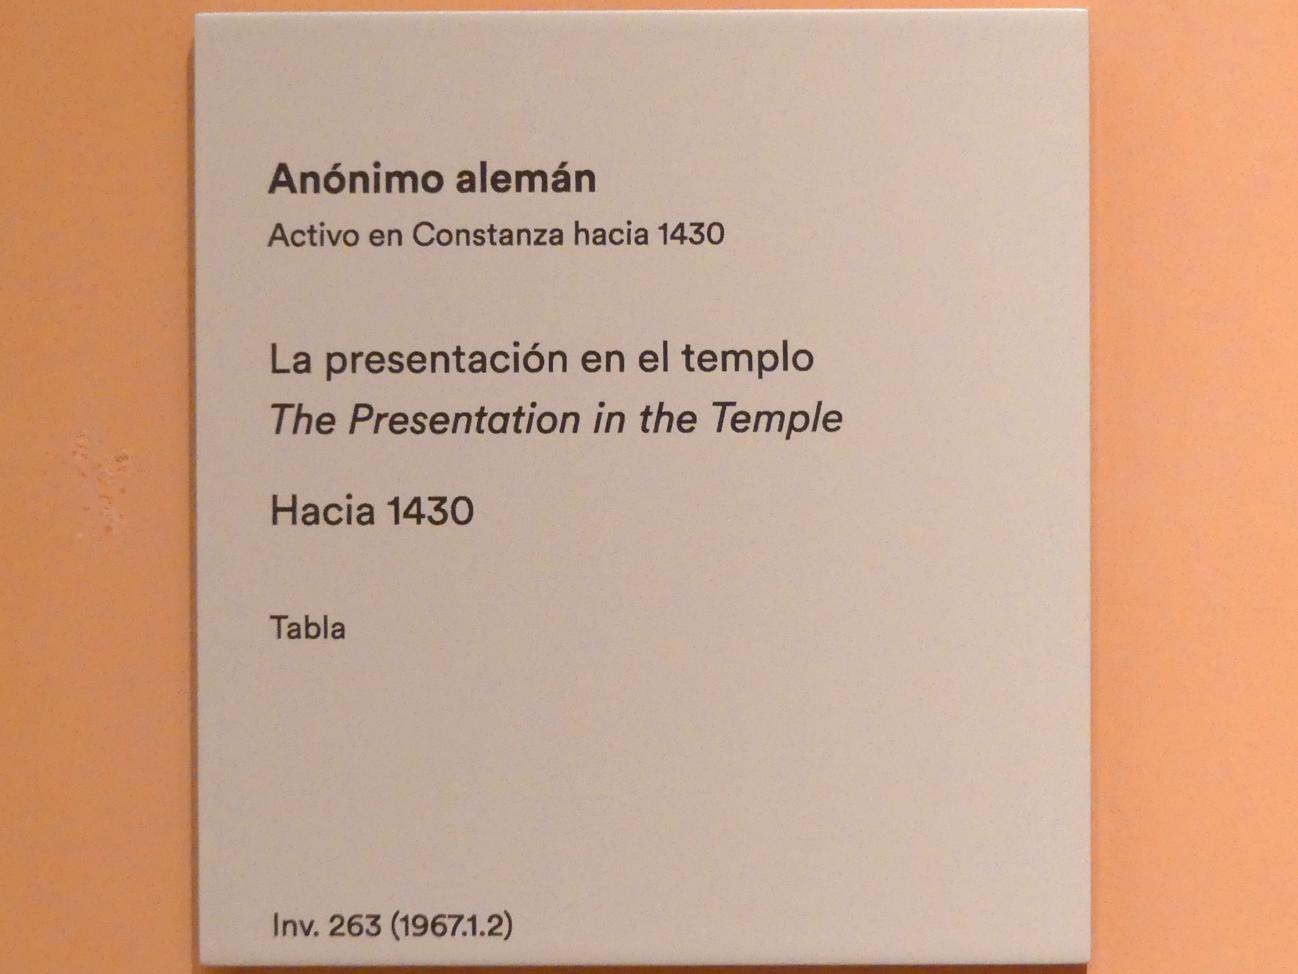 Anónimo alemán
Activo en Constanza hacia 1430
La presentación en el templo
The Presentation in the Temple
Hacia 1430
Tabla
Inv. 263 (1967.1.2)